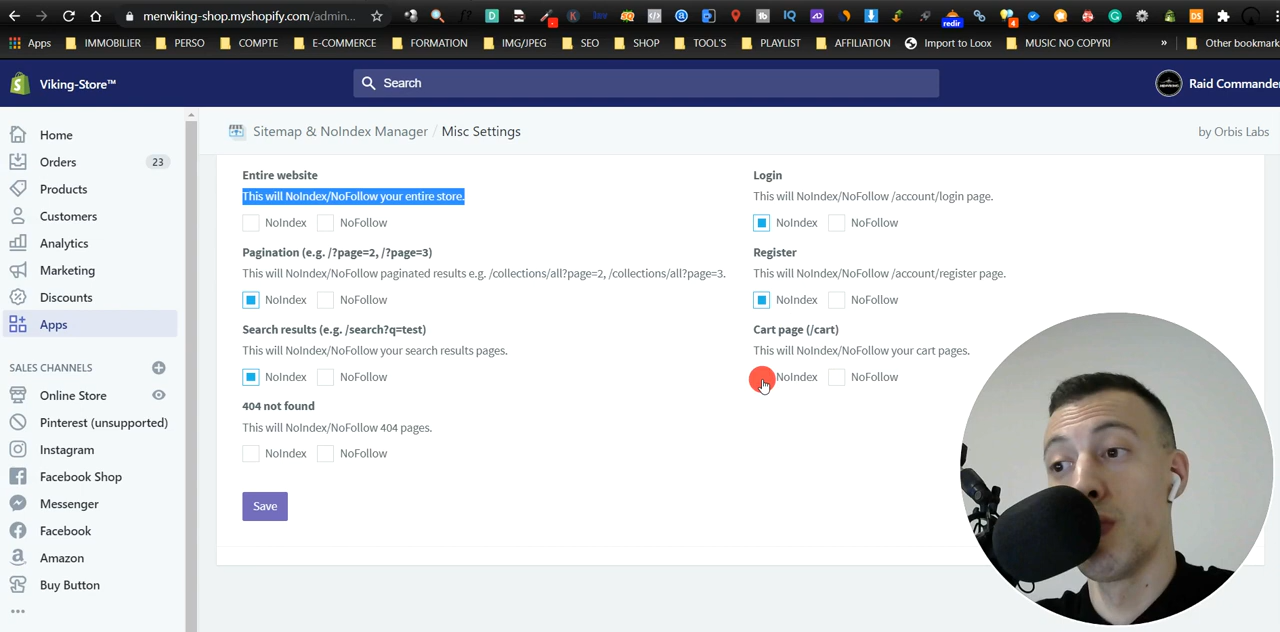 menviking-shop.myshopify.com/admin...
Apps IMMOBILIER PERSO COMPTE E-COMMERCE FORMATION IMG/JPEG SEO SHOP TOOL'S PLAYLIST AFFILIATION Import to Loox MUSIC NO COPYRI » Other bookmark
Viking-Store™ Search Raid Commander
Home
Orders 23
Products
Customers
Analytics
Marketing
Discounts
Apps
SALES CHANNELS
Online Store
Pinterest (unsupported)
Instagram
Facebook Shop
Messenger
Facebook
Amazon
Buy Button
Sitemap & NoIndex Manager / Misc Settings by Orbis Labs
Entire website
This will NoIndex/NoFollow your entire store.
NoIndex NoFollow
Pagination (e.g. /?page=2, /?page=3)
This will NoIndex/NoFollow paginated results e.g. /collections/all?page=2, /collections/all?page=3.
NoIndex NoFollow
Search results (e.g. /search?q=test)
This will NoIndex/NoFollow your search results pages.
NoIndex NoFollow
404 not found
This will NoIndex/NoFollow 404 pages.
NoIndex NoFollow
Save
Login
This will NoIndex/NoFollow /account/login page.
NoIndex NoFollow
Register
This will NoIndex/NoFollow /account/register page.
NoIndex NoFollow
Cart page (/cart)
This will NoIndex/NoFollow your cart pages.
NoIndex NoFollow